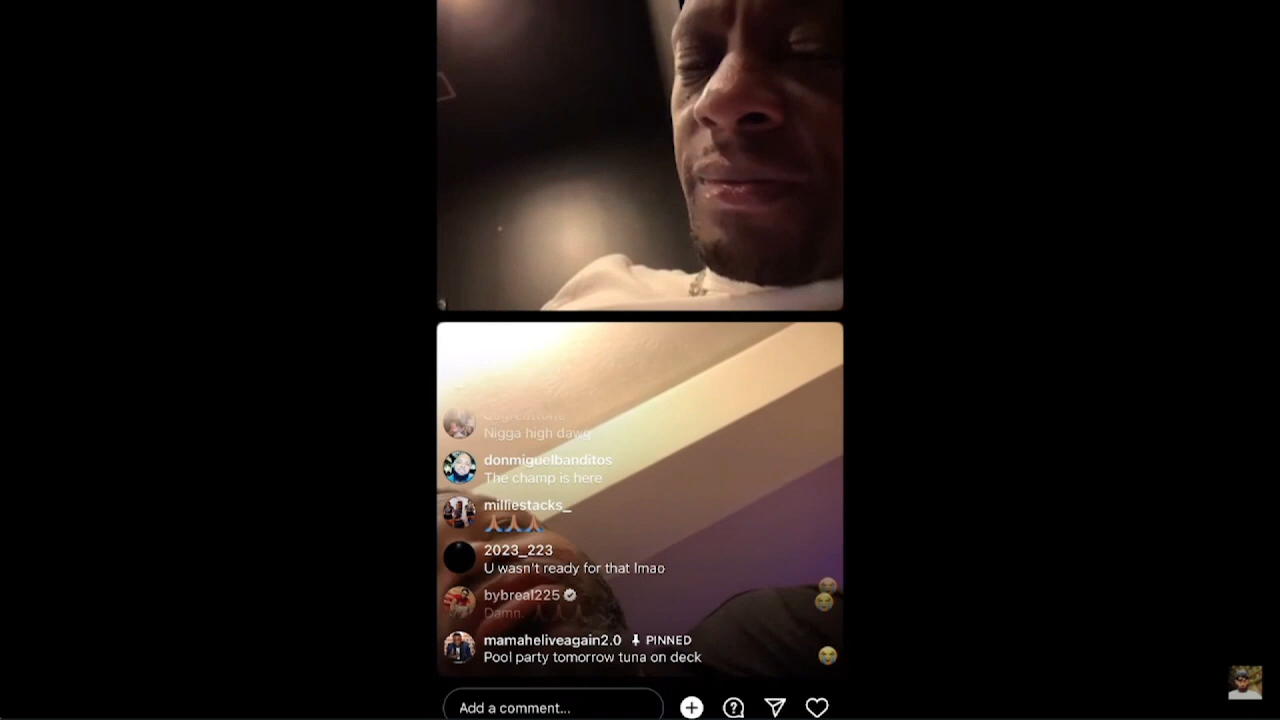 Nigga high dawg
donmiguelbanditos
The champ is here
milliestacks_
🙏🏽🙏🏽🙏🏽
2023_223
U wasn't ready for that lmao
bybreal225
Damn.
mamaheliveagain2.0 PINNED
Pool party tomorrow tuna on deck
Add a comment...